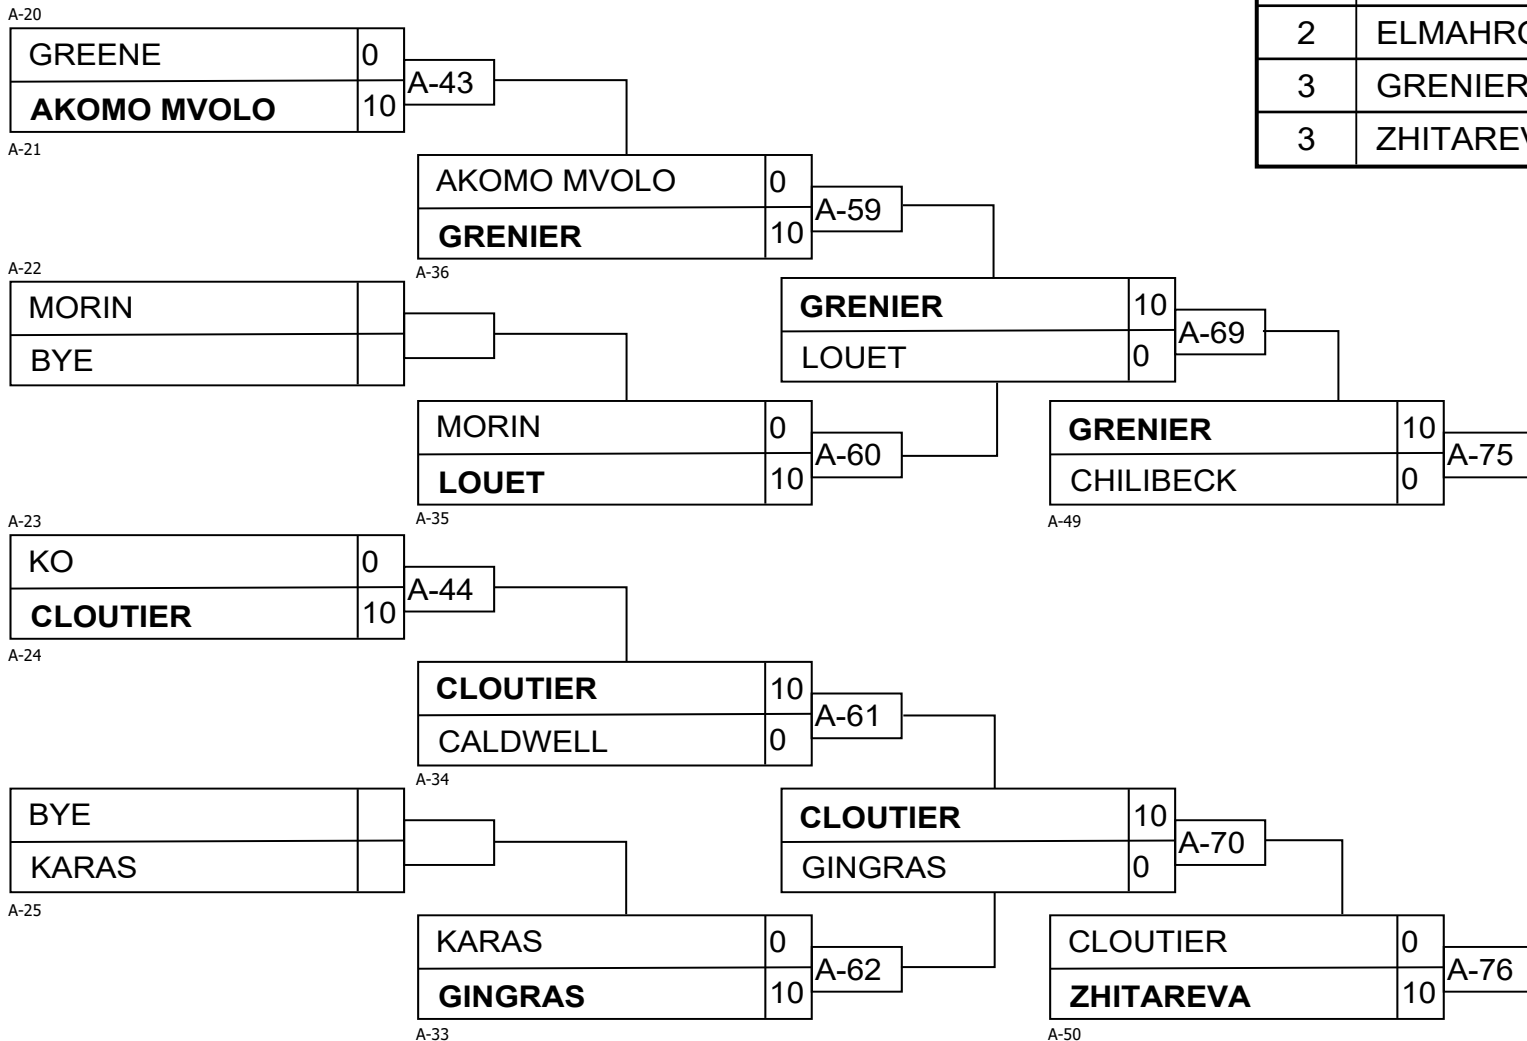 A-20
GREENE 0
AKOMO MVOLO 10
A-43
A-21
2
3 GRENIER
3
AKOMO MVOLO 0
GRENIER 10
A-59
A-36
A-22
MORIN
BYE
GRENIER 10
LOUET 0
A-69
MORIN 0
LOUET 10
A-60
A-35
GRENIER 10
CHILIBECK 0
A-75
A-49
A-23
KO 0
CLOUTIER 10
A-44
A-24
CLOUTIER 10
CALDWELL 0
A-61
A-34
BYE
KARAS
A-25
CLOUTIER 10
GINGRAS 0
A-70
KARAS 0
GINGRAS 10
A-62
A-33
CLOUTIER 0
ZHITAREVA 10
A-76
A-50